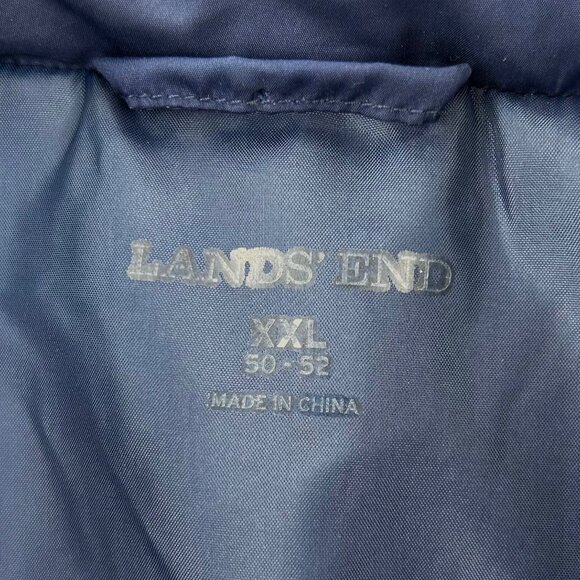 LANDS' END
XXL
50 - 52
MADE IN CHINA